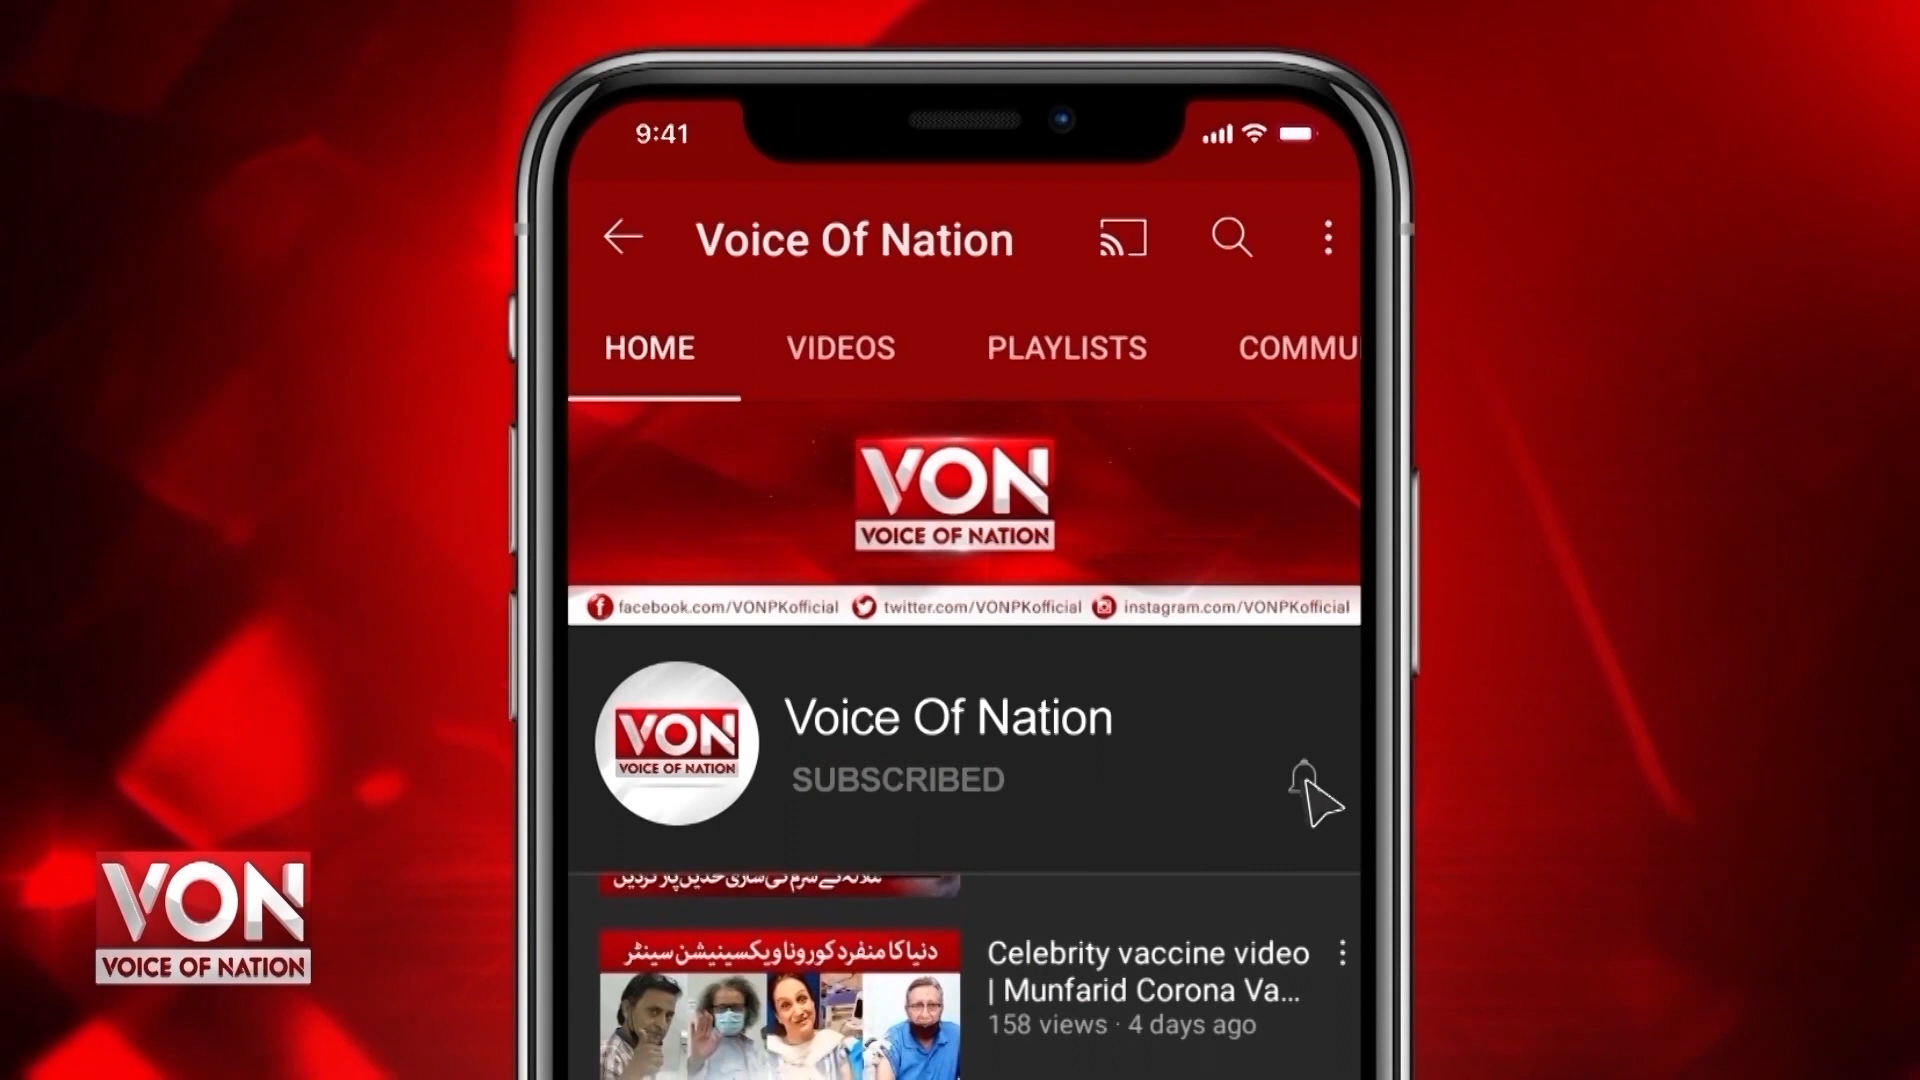 9:41
Voice Of Nation
HOME
VIDEOS
PLAYLISTS
COMMU
VON
VOICE OF NATION
facebook.com/VONPKofficial
twitter.com/VONPKofficial
instagram.com/VONPKofficial
VON
VOICE OF NATION
Voice Of Nation
SUBSCRIBED
دنیا کا منفرد کورونا ویکسینیشن سینٹر
Celebrity vaccine video
| Munfarid Corona Va...
158 views · 4 days ago
VON
VOICE OF NATION